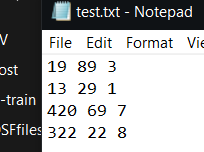 test.txt - Notepad
File Edit Format View
19 89 3
13 29 1
420 69 7
322 22 8
V
ost
-train
SFfiles